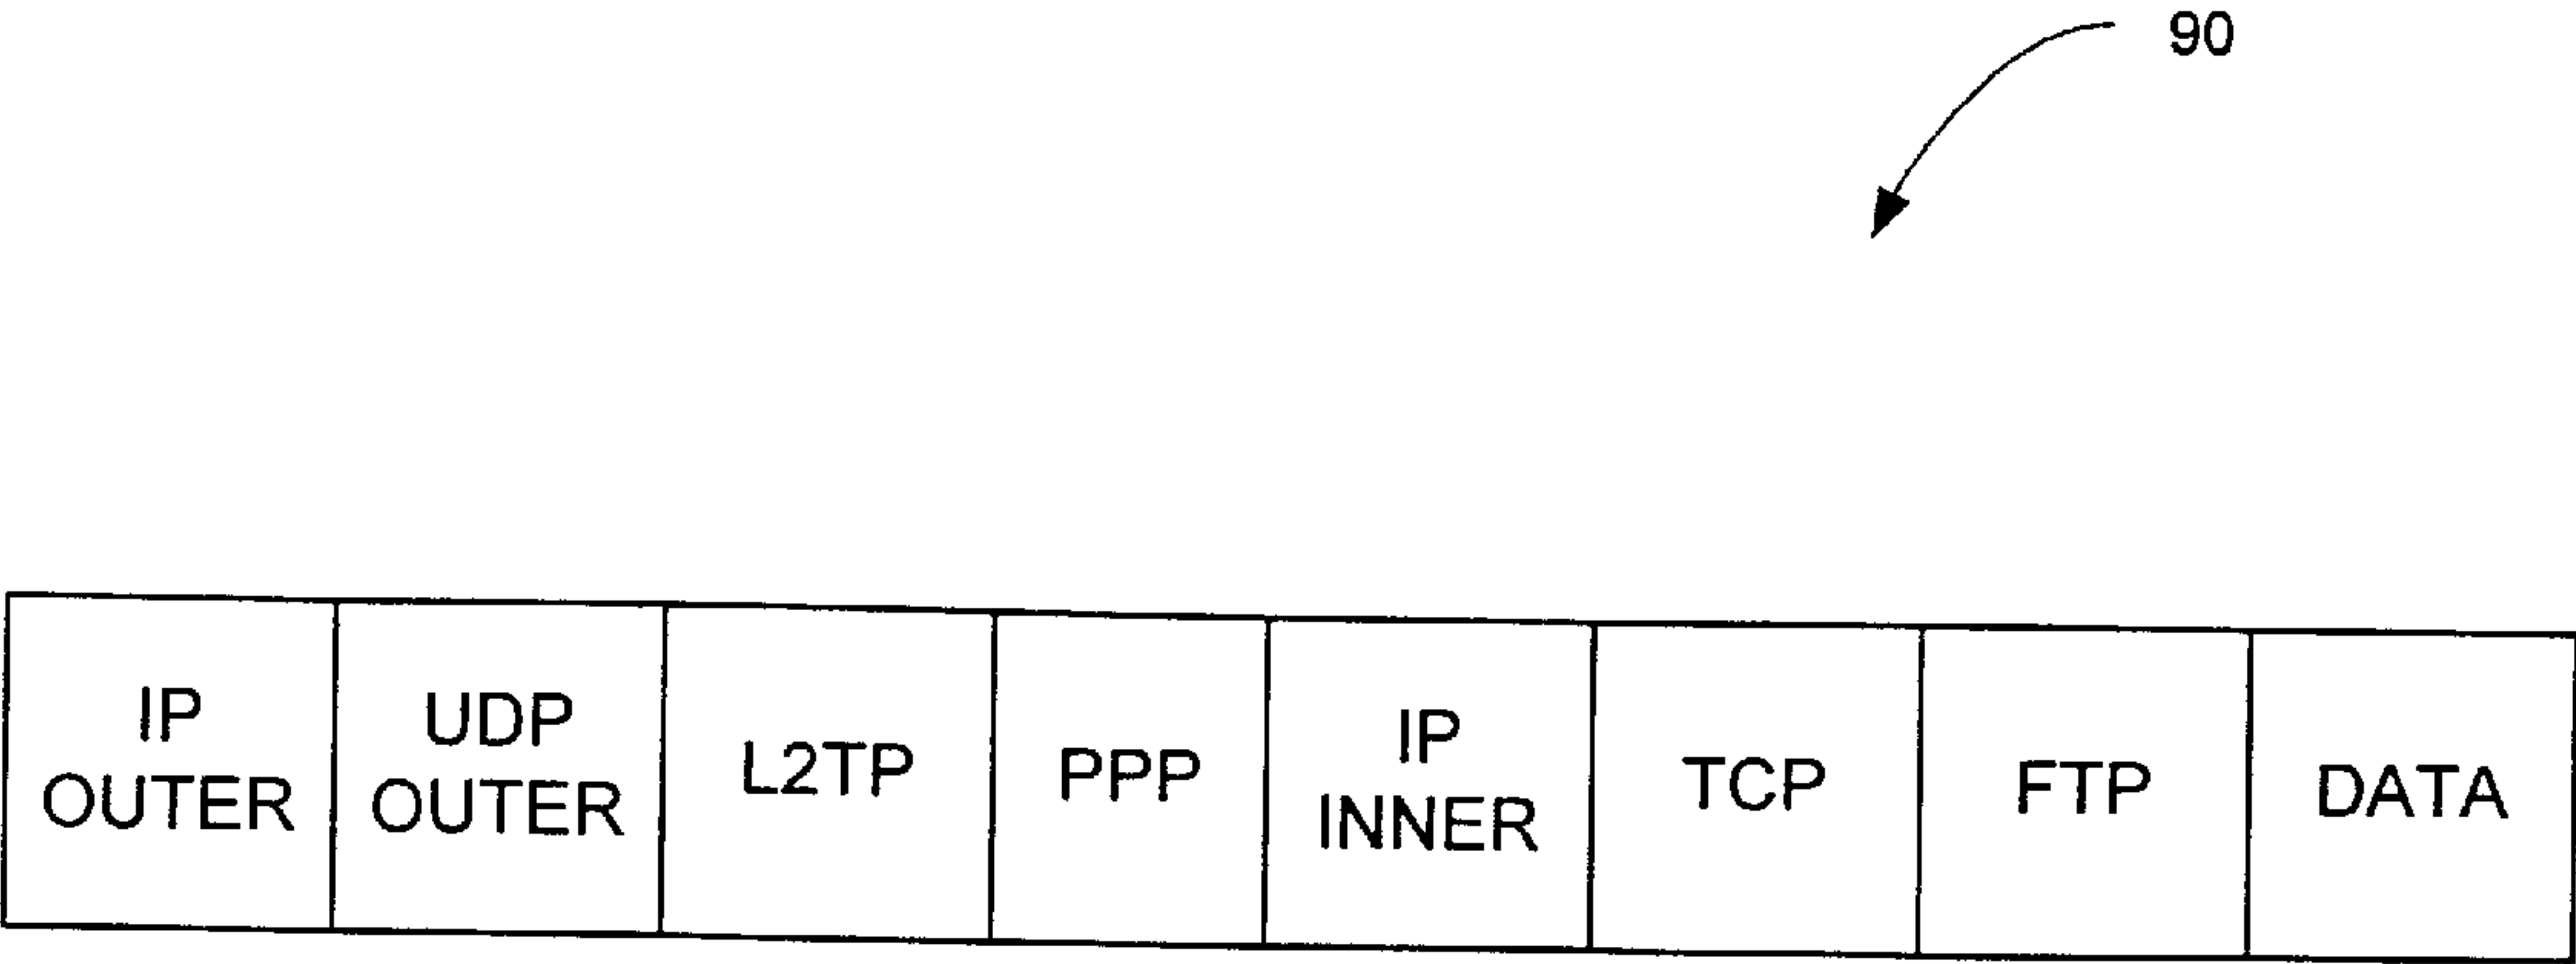 90
IP
OUTER
UDP
OUTER
L2TP
PPP
IP
INNER
TCP
FTP
DATA